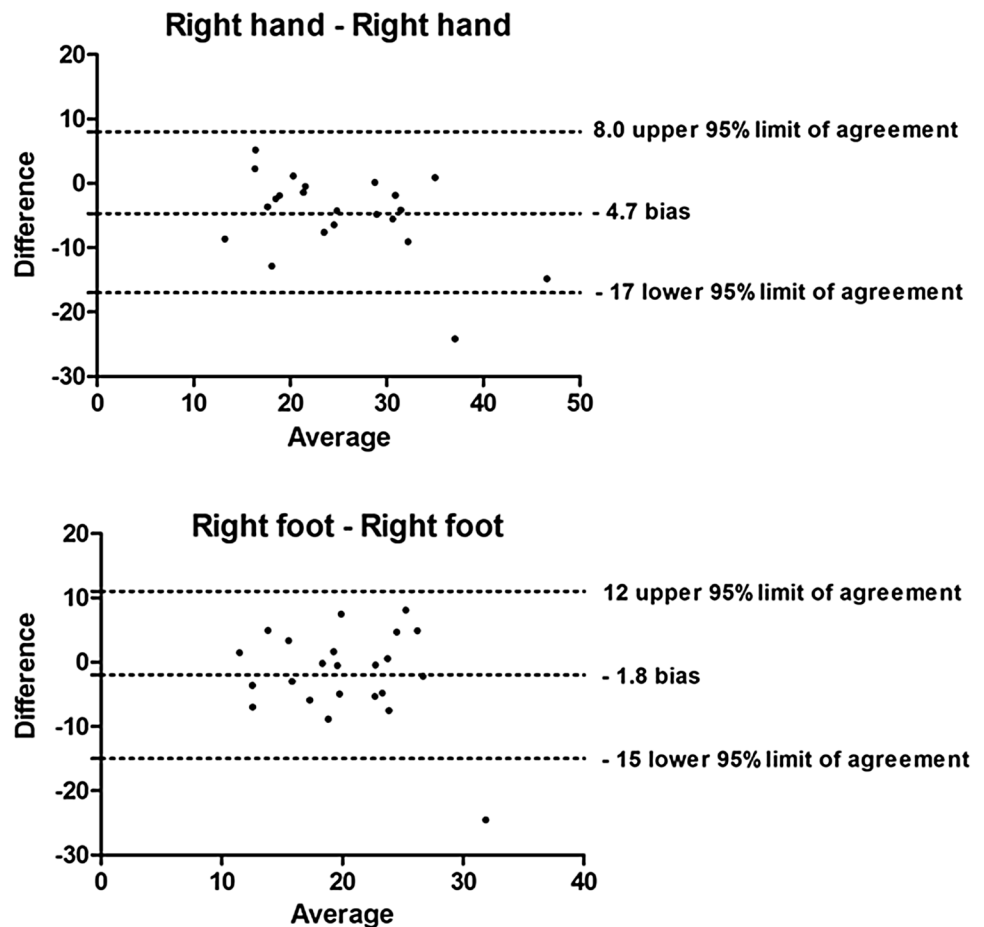 Right hand - Right hand
20
10
0
-10
-20
-30
Difference
8.0 upper 95% limit of agreement
- 4.7 bias
- 17 lower 95% limit of agreement
0 10 20 30 40 50
Average
Right foot - Right foot
20
10
0
-10
-20
-30
Difference
12 upper 95% limit of agreement
- 1.8 bias
- 15 lower 95% limit of agreement
0 10 20 30 40
Average